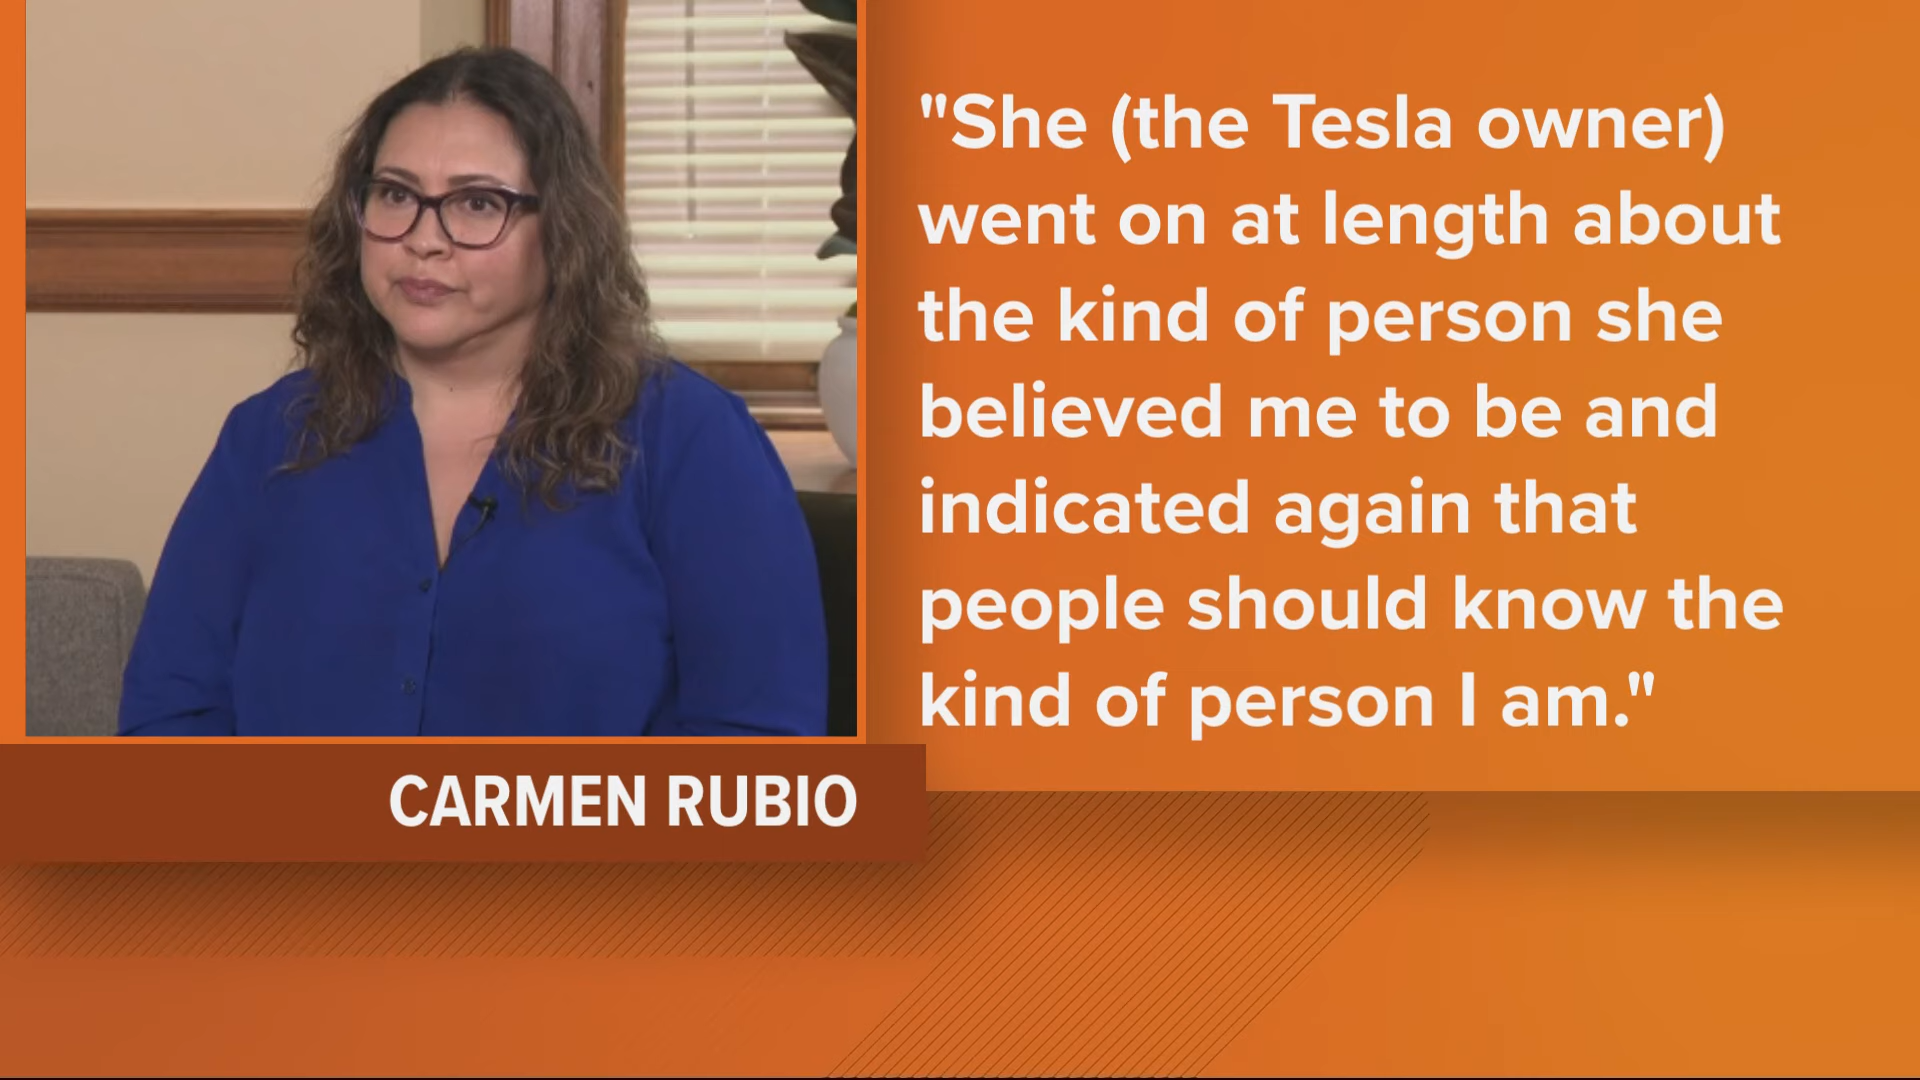 "She (the Tesla owner)
went on at length about
the kind of person she
believed me to be and
indicated again that
people should know the
kind of person I am."
CARMEN RUBIO